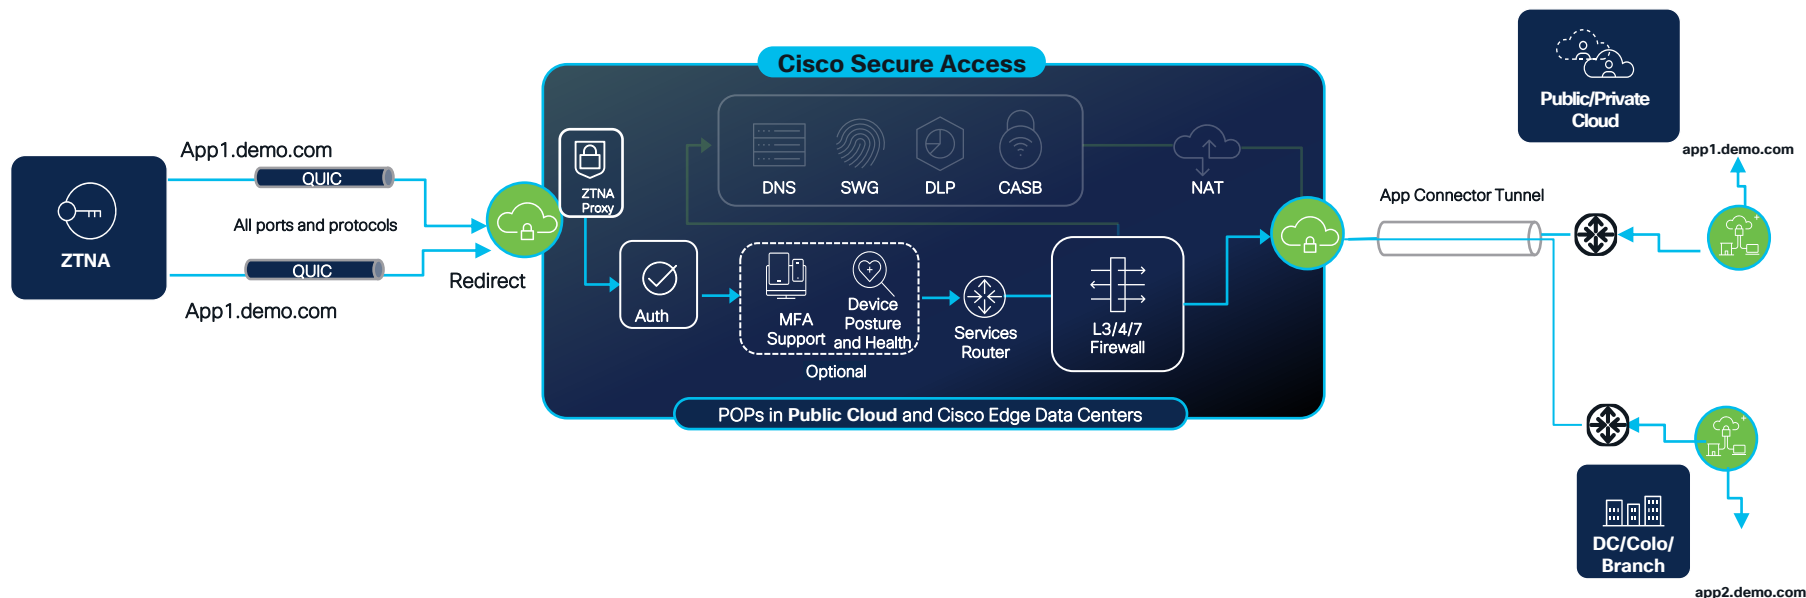 Cisco Secure Access
Public/Private
Cloud
app1.demo.com
App1.demo.com
QUIC
All ports and protocols
ZTNA
QUIC
App1.demo.com
Redirect
ZTNA
Proxy
DNS
SWG
DLP
CASB
NAT
Auth
MFA
Support
Device
Posture
and Health
Optional
Services
Router
L3/4/7
Firewall
POPs in Public Cloud and Cisco Edge Data Centers
App Connector Tunnel
DC/Colo/
Branch
app2.demo.com